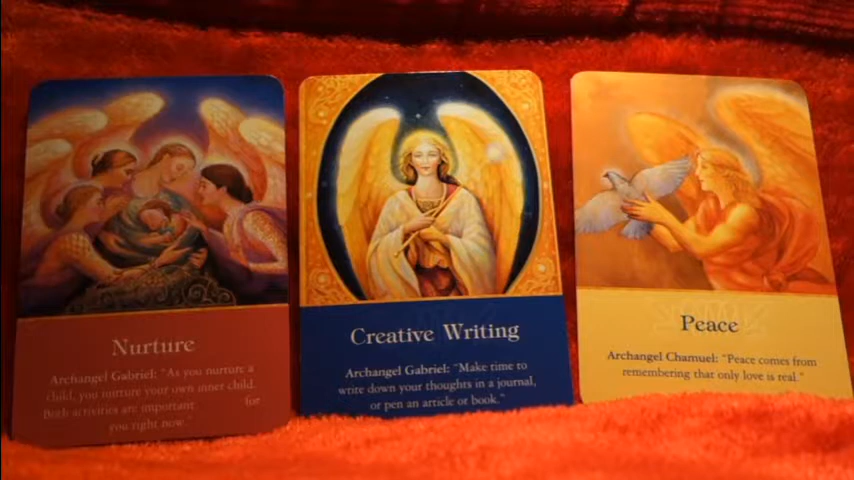 Nurture
Archangel Gabriel: "As you nurture a
child, you nurture your own inner child.
Both activities are important for
you right now."
Creative Writing
Archangel Gabriel: "Make time to
write down your thoughts in a journal,
or pen an article or book."
Peace
Archangel Chamuel: "Peace comes from
remembering that only love is real."